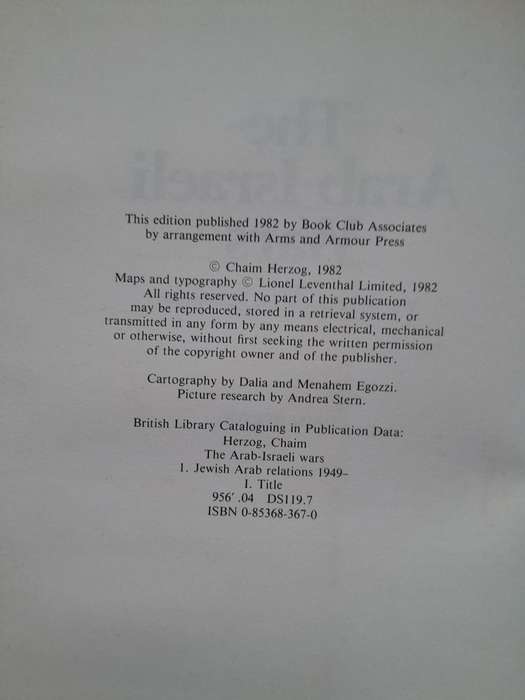 This edition published 1982 by Book Club Associates
by arrangement with Arms and Armour Press
© Chaim Herzog, 1982
Maps and typography © Lionel Leventhal Limited, 1982
All rights reserved. No part of this publication
may be reproduced, stored in a retrieval system, or
transmitted in any form by any means electrical, mechanical
or otherwise, without first seeking the written permission
of the copyright owner and of the publisher.
Cartography by Dalia and Menahem Egozzi.
Picture research by Andrea Stern.
British Library Cataloguing in Publication Data:
Herzog, Chaim
The Arab-Israeli wars
1. Jewish Arab relations 1949–
I. Title
956′.04 DS119.7
ISBN 0-85368-367-0